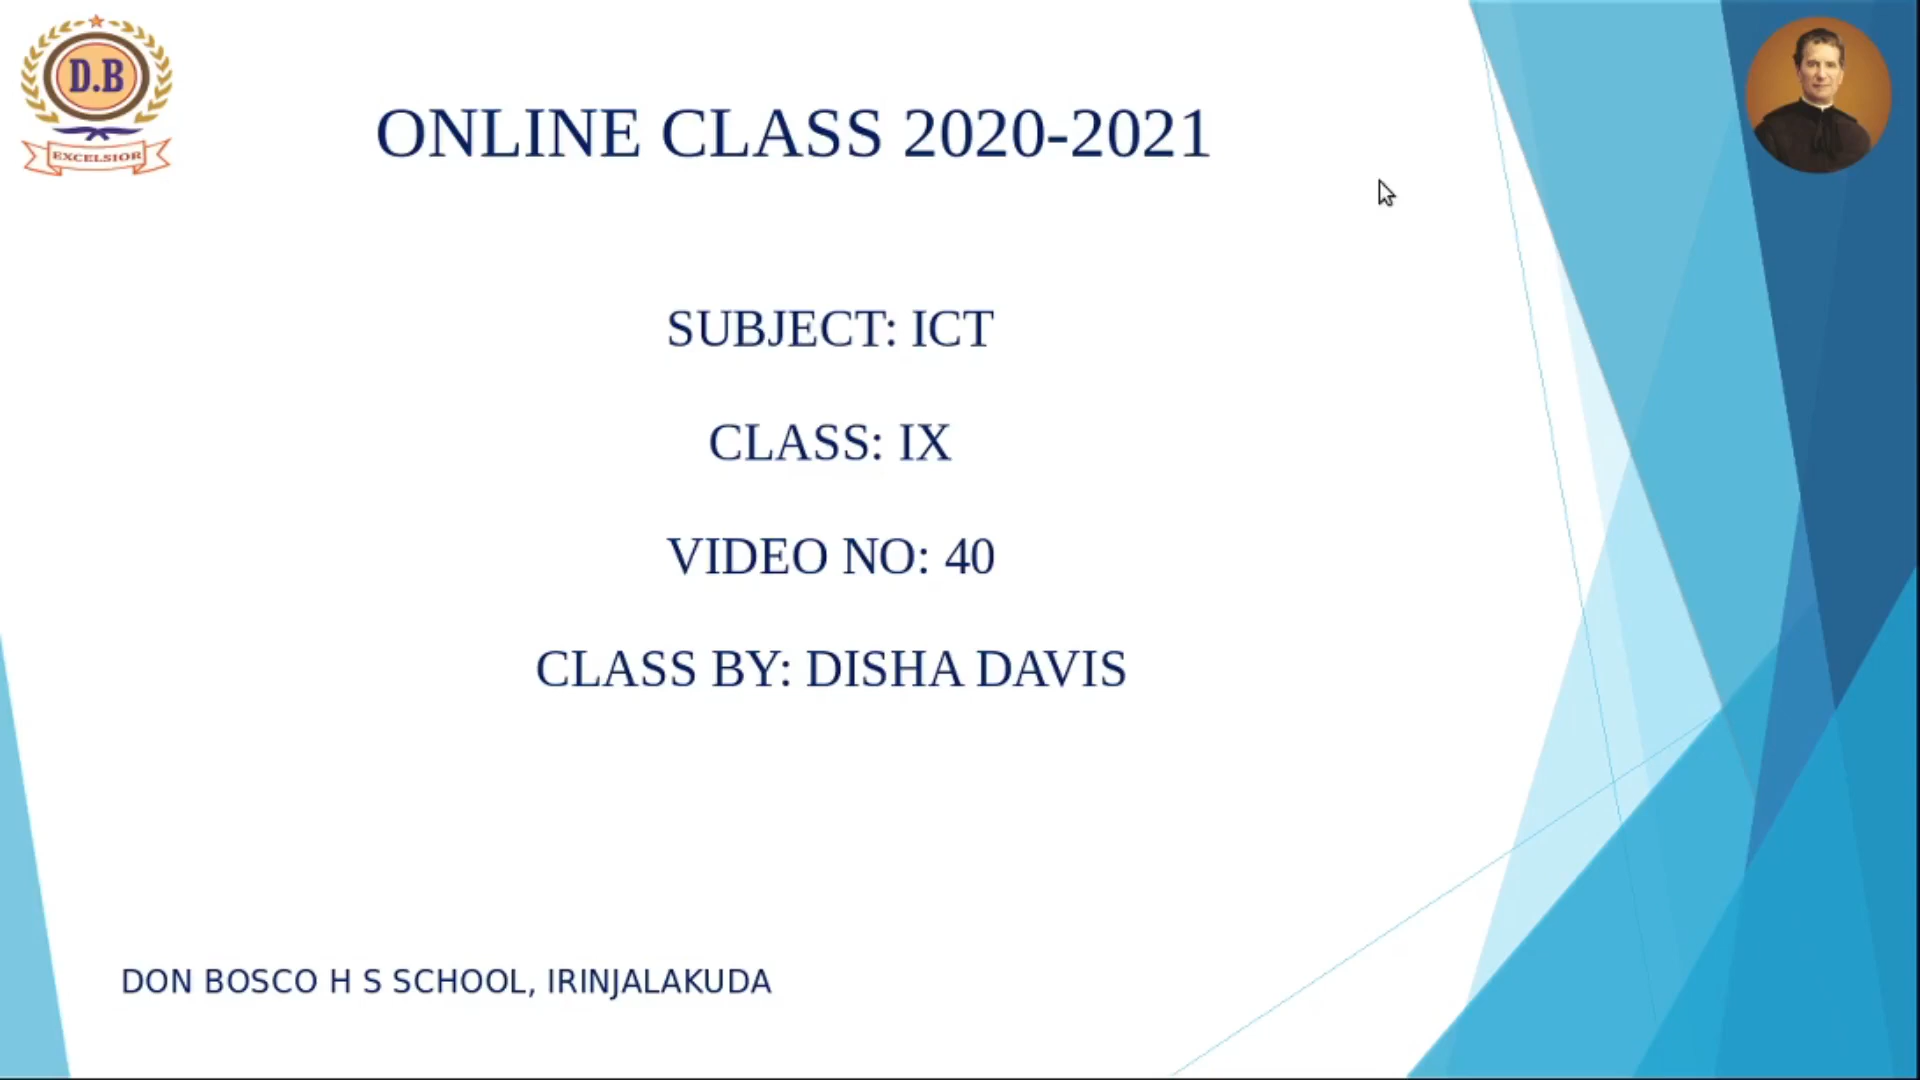 D.B
EXCELSIOR
ONLINE CLASS 2020-2021
SUBJECT: ICT
CLASS: IX
VIDEO NO: 40
CLASS BY: DISHA DAVIS
DON BOSCO H S SCHOOL, IRINJALAKUDA